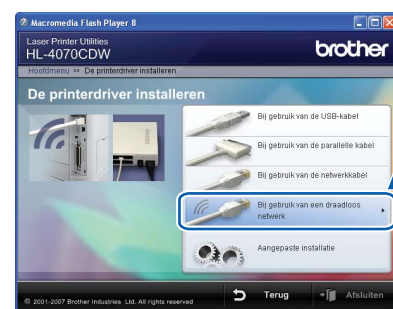 Macromedia Flash Player 8
Laser Printer Utilities
HL-4070CDW
brother
Hoofdmenu >> De printerdriver installeren
De printerdriver installeren
Bij gebruik van de USB-kabel
Bij gebruik van de parallelle kabel
Bij gebruik van de netwerkkabel
Bij gebruik van een draadloos
netwerk
Aangepaste installatie
© 2001-2007 Brother Industries Ltd. All rights reserved
Terug
Afsluiten